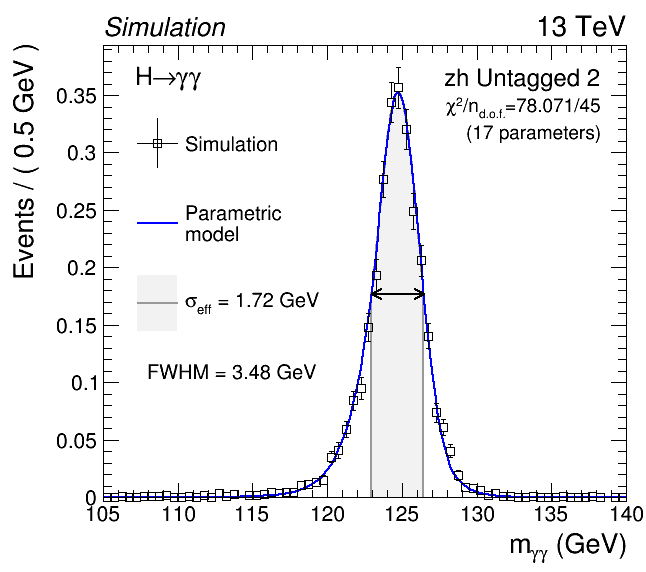 Simulation
13 TeV
H→γγ
zh Untagged 2
χ²/n_d.o.f.=78.071/45
(17 parameters)
Simulation
Parametric
model
σ_eff = 1.72 GeV
FWHM = 3.48 GeV
Events / ( 0.5 GeV )
0.35
0.3
0.25
0.2
0.15
0.1
0.05
0
105 110 115 120 125 130 135 140
m_γγ (GeV)